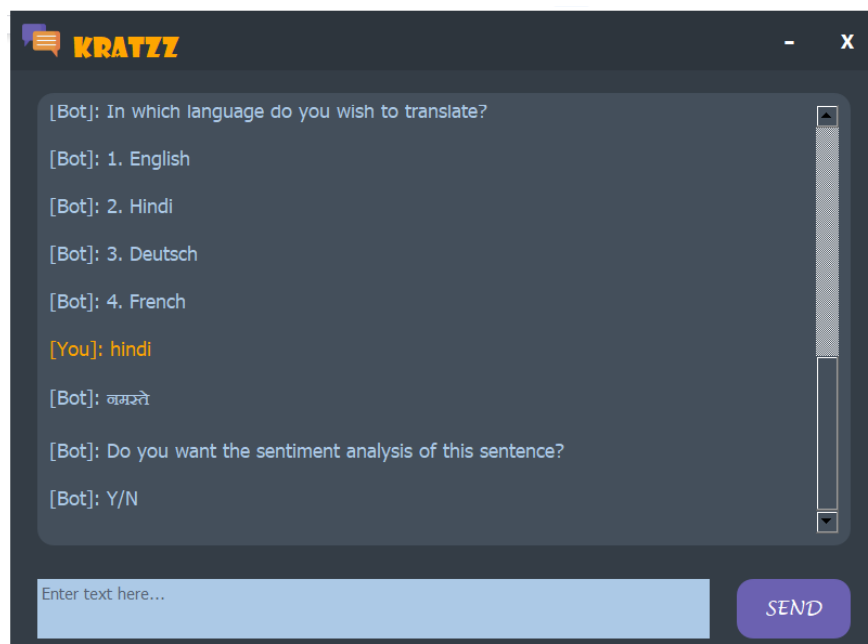 KRATZZ
- X
[Bot]: In which language do you wish to translate?
[Bot]: 1. English
[Bot]: 2. Hindi
[Bot]: 3. Deutsch
[Bot]: 4. French
[You]: hindi
[Bot]: नमस्ते
[Bot]: Do you want the sentiment analysis of this sentence?
[Bot]: Y/N
Enter text here...
SEND